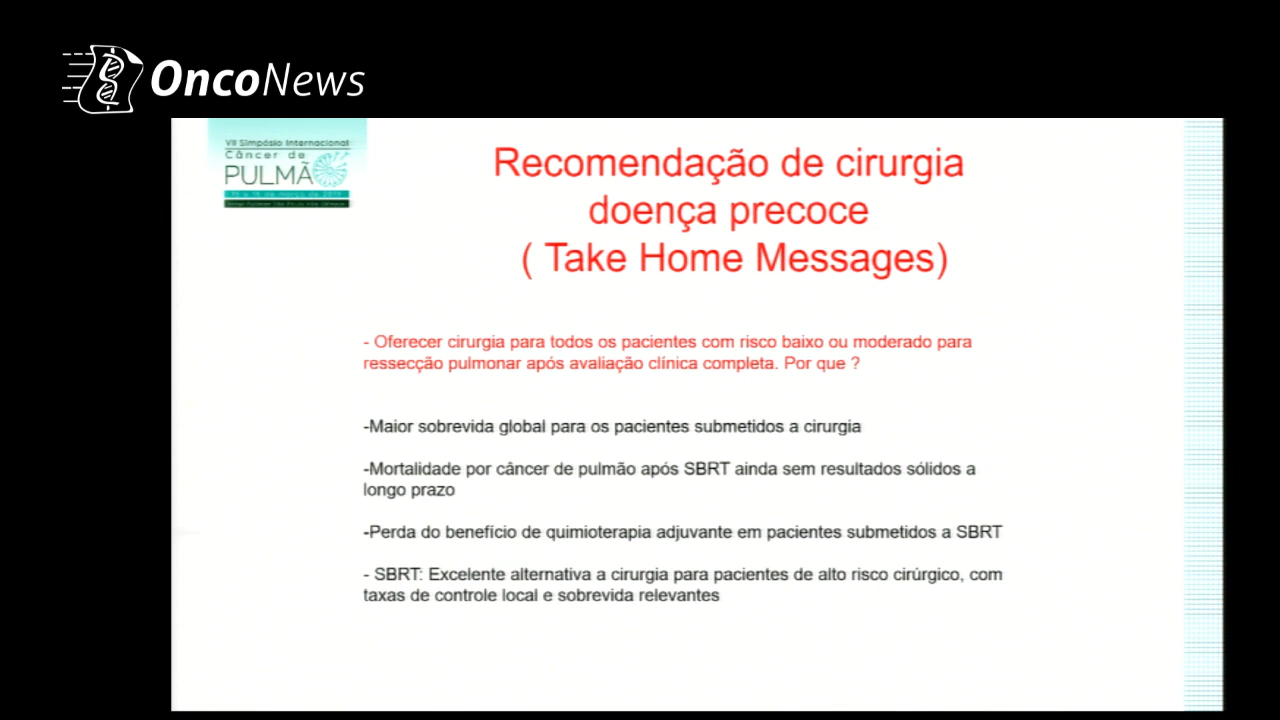 OncoNews
VII Simpósio Internacional
Câncer de
PULMÃO
Recomendação de cirurgia
doença precoce
( Take Home Messages)
- Oferecer cirurgia para todos os pacientes com risco baixo ou moderado para
ressecção pulmonar após avaliação clínica completa. Por que ?
-Maior sobrevida global para os pacientes submetidos a cirurgia
-Mortalidade por câncer de pulmão após SBRT ainda sem resultados sólidos a
longo prazo
-Perda do benefício de quimioterapia adjuvante em pacientes submetidos a SBRT
- SBRT: Excelente alternativa a cirurgia para pacientes de alto risco cirúrgico, com
taxas de controle local e sobrevida relevantes